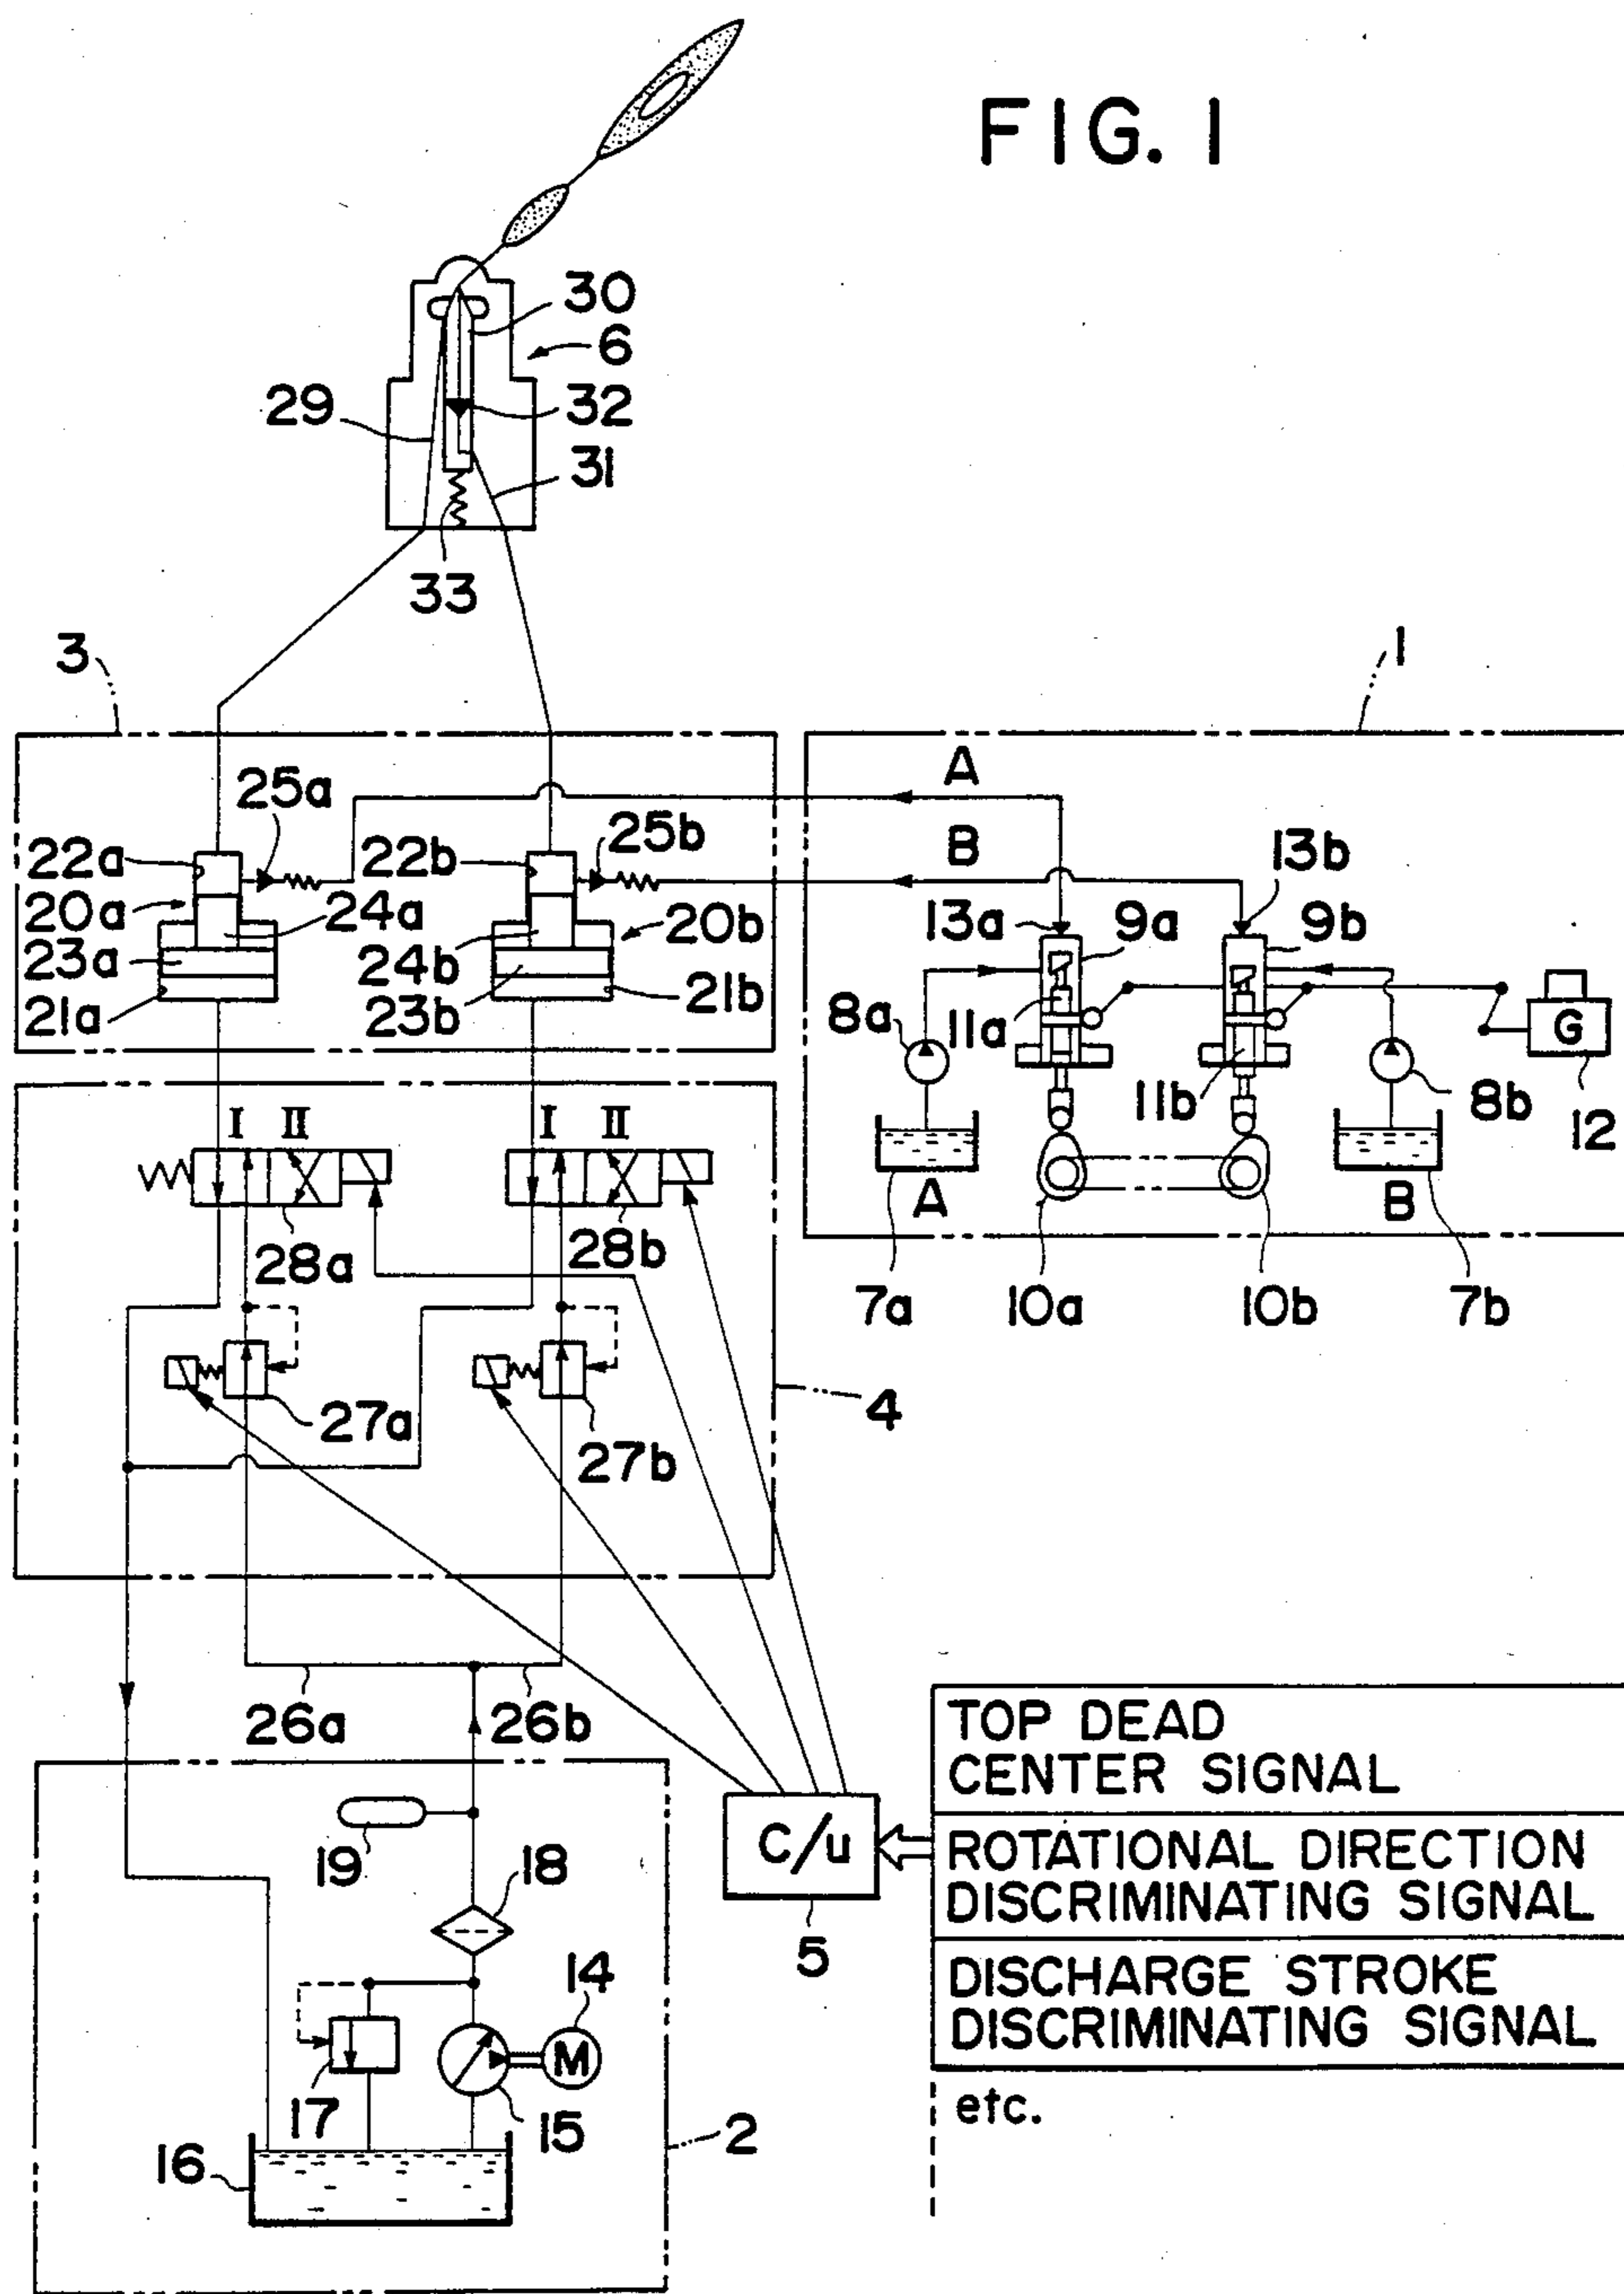 FIG. 1
30
6
29
32
31
33
3
1
A
25a
25b
B
22a
22b
13b
20a
24a
20b
13a
9a
9b
23a
24b
21a
23b
21b
8a
11a
G
11b
8b
12
I II
I II
A
B
28a
28b
7a
10a
10b
7b
4
27a
27b
26a
26b
TOP DEAD
CENTER SIGNAL
19
18
C/u
ROTATIONAL DIRECTION
DISCRIMINATING SIGNAL
5
14
DISCHARGE STROKE
DISCRIMINATING SIGNAL
M
17
15
2
etc.
16